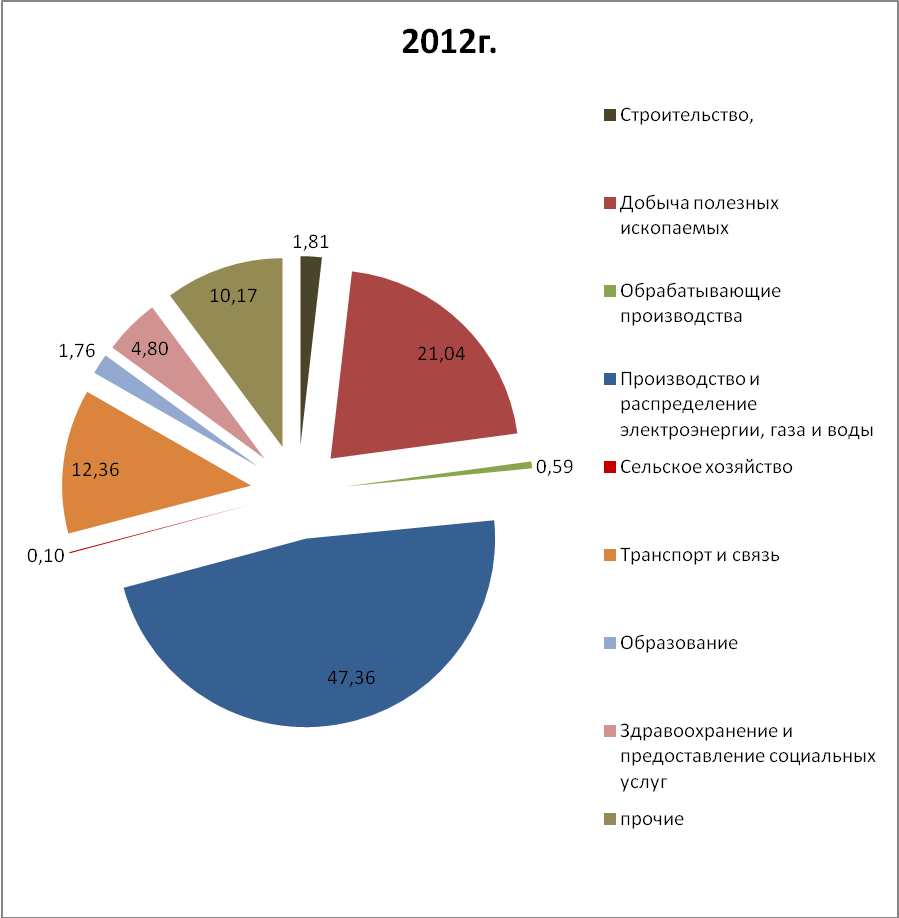 2012г.
1,81
21,04
0,59
47,36
0,10
12,36
1,76
4,80
10,17
Строительство,
Добыча полезных
ископаемых
Обрабатывающие
производства
Производство и
распределение
электроэнергии, газа и воды
Сельское хозяйство
Транспорт и связь
Образование
Здравоохранение и
предоставление социальных
услуг
прочие